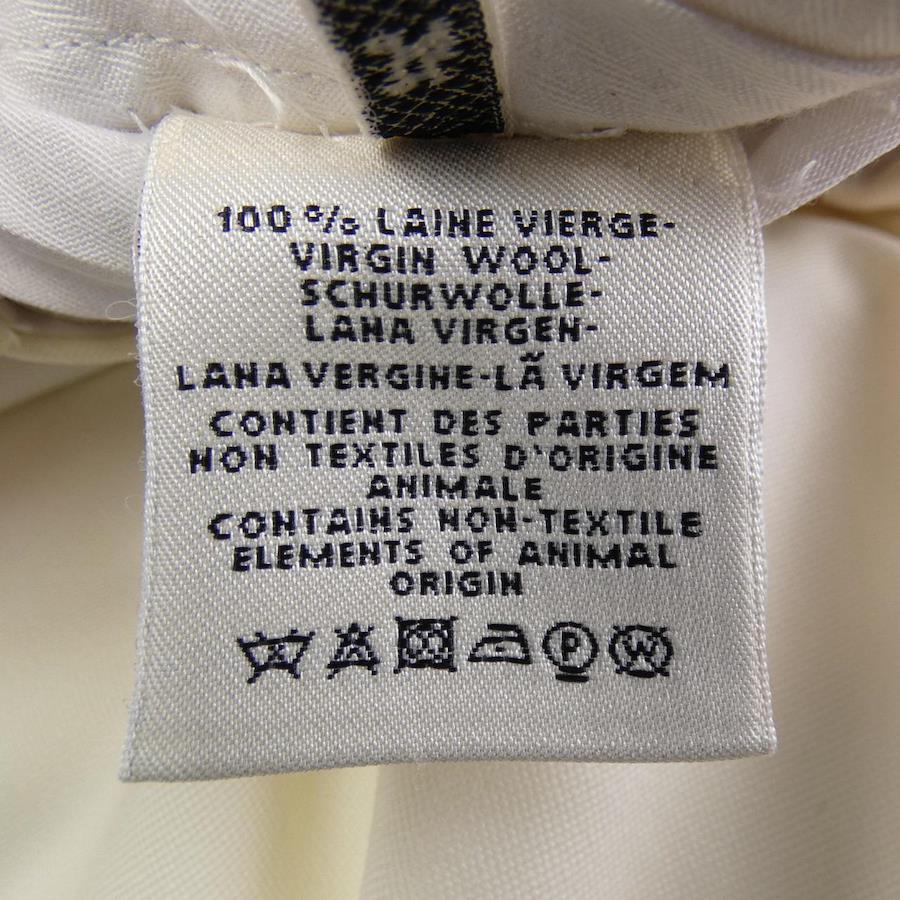 100 % LAINE VIERGE-
VIRGIN WOOL-
SCHURWOLLE-
LANA VIRGEN-
LANA VERGINE-LÃ VIRGEM
CONTIENT DES PARTIES
NON TEXTILES D'ORIGINE
ANIMALE
CONTAINS NON-TEXTILE
ELEMENTS OF ANIMAL
ORIGIN
P W